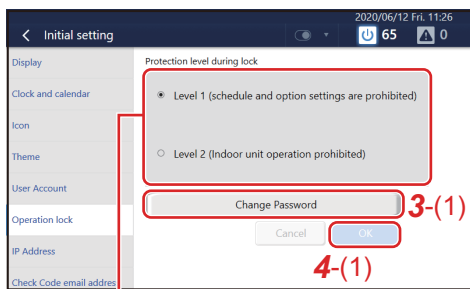 2020/06/12 Fri. 11:26
Initial setting
65
0
Display
Protection level during lock
Clock and calendar
Level 1 (schedule and option settings are prohibited)
Icon
Theme
Level 2 (Indoor unit operation prohibited)
User Account
Change Password
3-(1)
Operation lock
Cancel
OK
IP Address
4-(1)
Check Code email addres